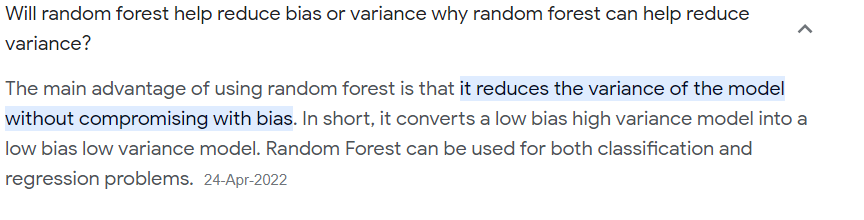 Will random forest help reduce bias or variance why random forest can help reduce
variance?
The main advantage of using random forest is that it reduces the variance of the model
without compromising with bias. In short, it converts a low bias high variance model into a
low bias low variance model. Random Forest can be used for both classification and
regression problems. 24-Apr-2022